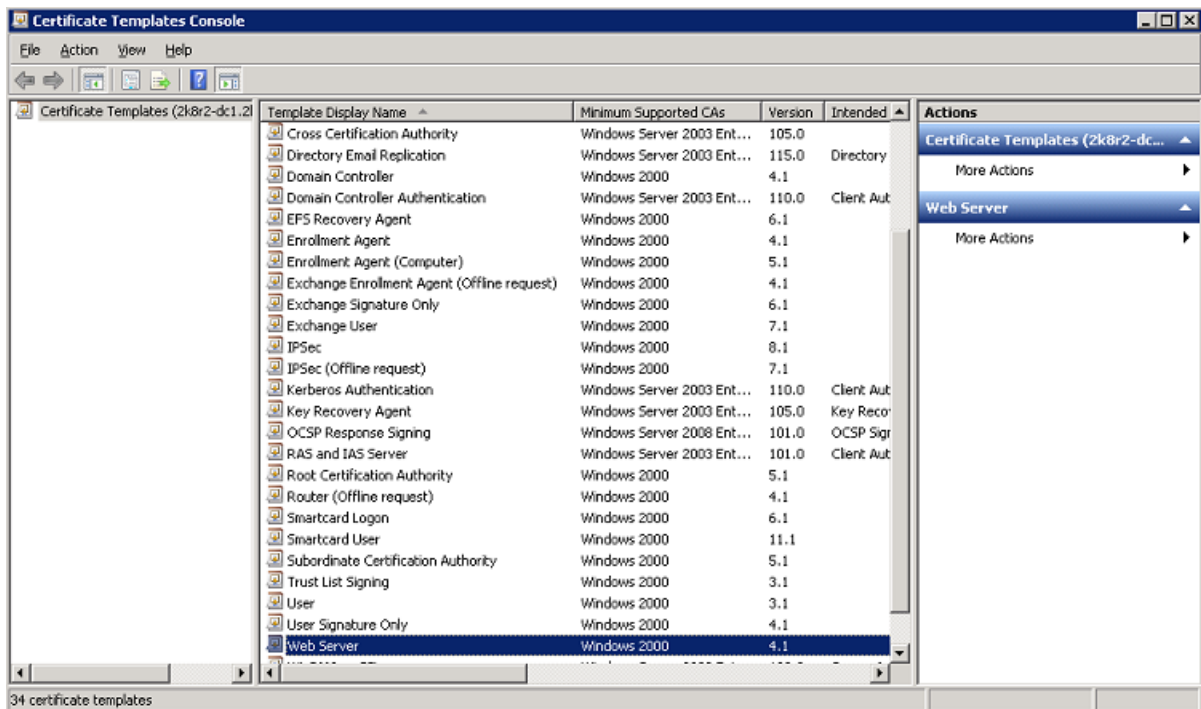 Certificate Templates Console
File Action View Help
Certificate Templates (2k8r2-dc1.2l
Template Display Name Minimum Supported CAs Version Intended
Cross Certification Authority Windows Server 2003 Ent... 105.0
Directory Email Replication Windows Server 2003 Ent... 115.0 Directory
Domain Controller Windows 2000 4.1
Domain Controller Authentication Windows Server 2003 Ent... 110.0 Client Aut
EFS Recovery Agent Windows 2000 6.1
Enrollment Agent Windows 2000 4.1
Enrollment Agent (Computer) Windows 2000 5.1
Exchange Enrollment Agent (Offline request) Windows 2000 4.1
Exchange Signature Only Windows 2000 6.1
Exchange User Windows 2000 7.1
IPSec Windows 2000 8.1
IPSec (Offline request) Windows 2000 7.1
Kerberos Authentication Windows Server 2003 Ent... 110.0 Client Aut
Key Recovery Agent Windows Server 2003 Ent... 105.0 Key Reco
OCSP Response Signing Windows Server 2008 Ent... 101.0 OCSP Sigr
RAS and IAS Server Windows Server 2003 Ent... 101.0 Client Aut
Root Certification Authority Windows 2000 5.1
Router (Offline request) Windows 2000 4.1
Smartcard Logon Windows 2000 6.1
Smartcard User Windows 2000 11.1
Subordinate Certification Authority Windows 2000 5.1
Trust List Signing Windows 2000 3.1
User Windows 2000 3.1
User Signature Only Windows 2000 4.1
Web Server Windows 2000 4.1
Actions
Certificate Templates (2k8r2-dc...
More Actions
Web Server
More Actions
34 certificate templates